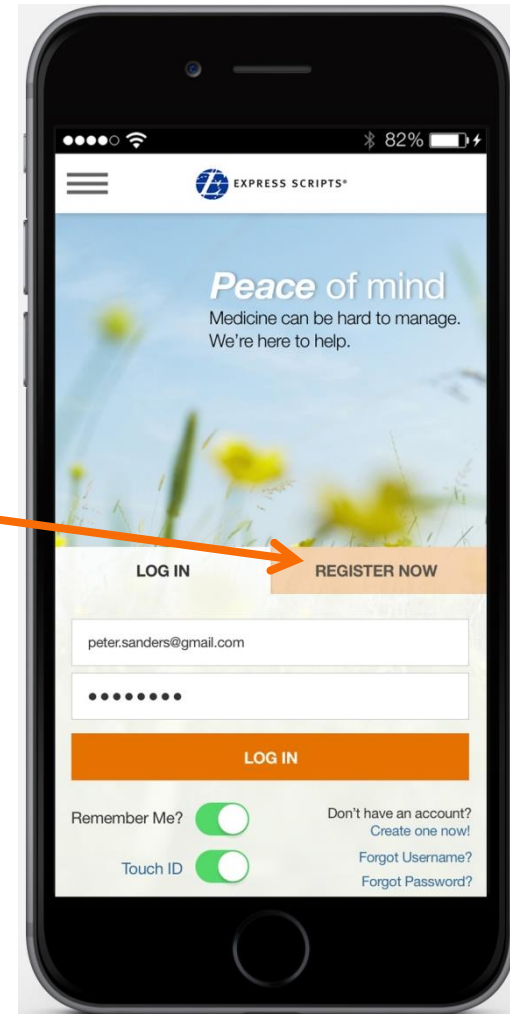 82%
EXPRESS SCRIPTS®
Peace of mind
Medicine can be hard to manage.
We're here to help.
LOG IN
REGISTER NOW
peter.sanders@gmail.com
••••••••
LOG IN
Remember Me?
Don't have an account?
Create one now!
Touch ID
Forgot Username?
Forgot Password?